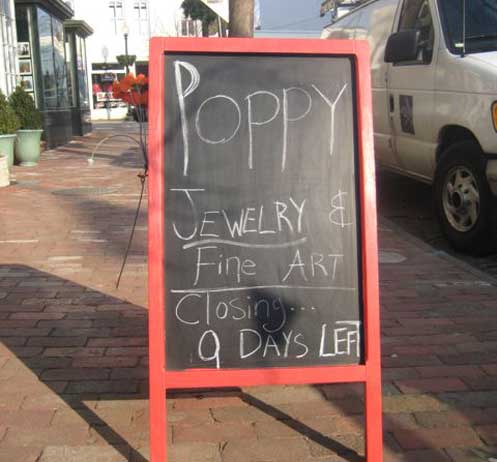 POPPY
JEWELRY &
Fine ART
Closing...
9 DAYS LEFT